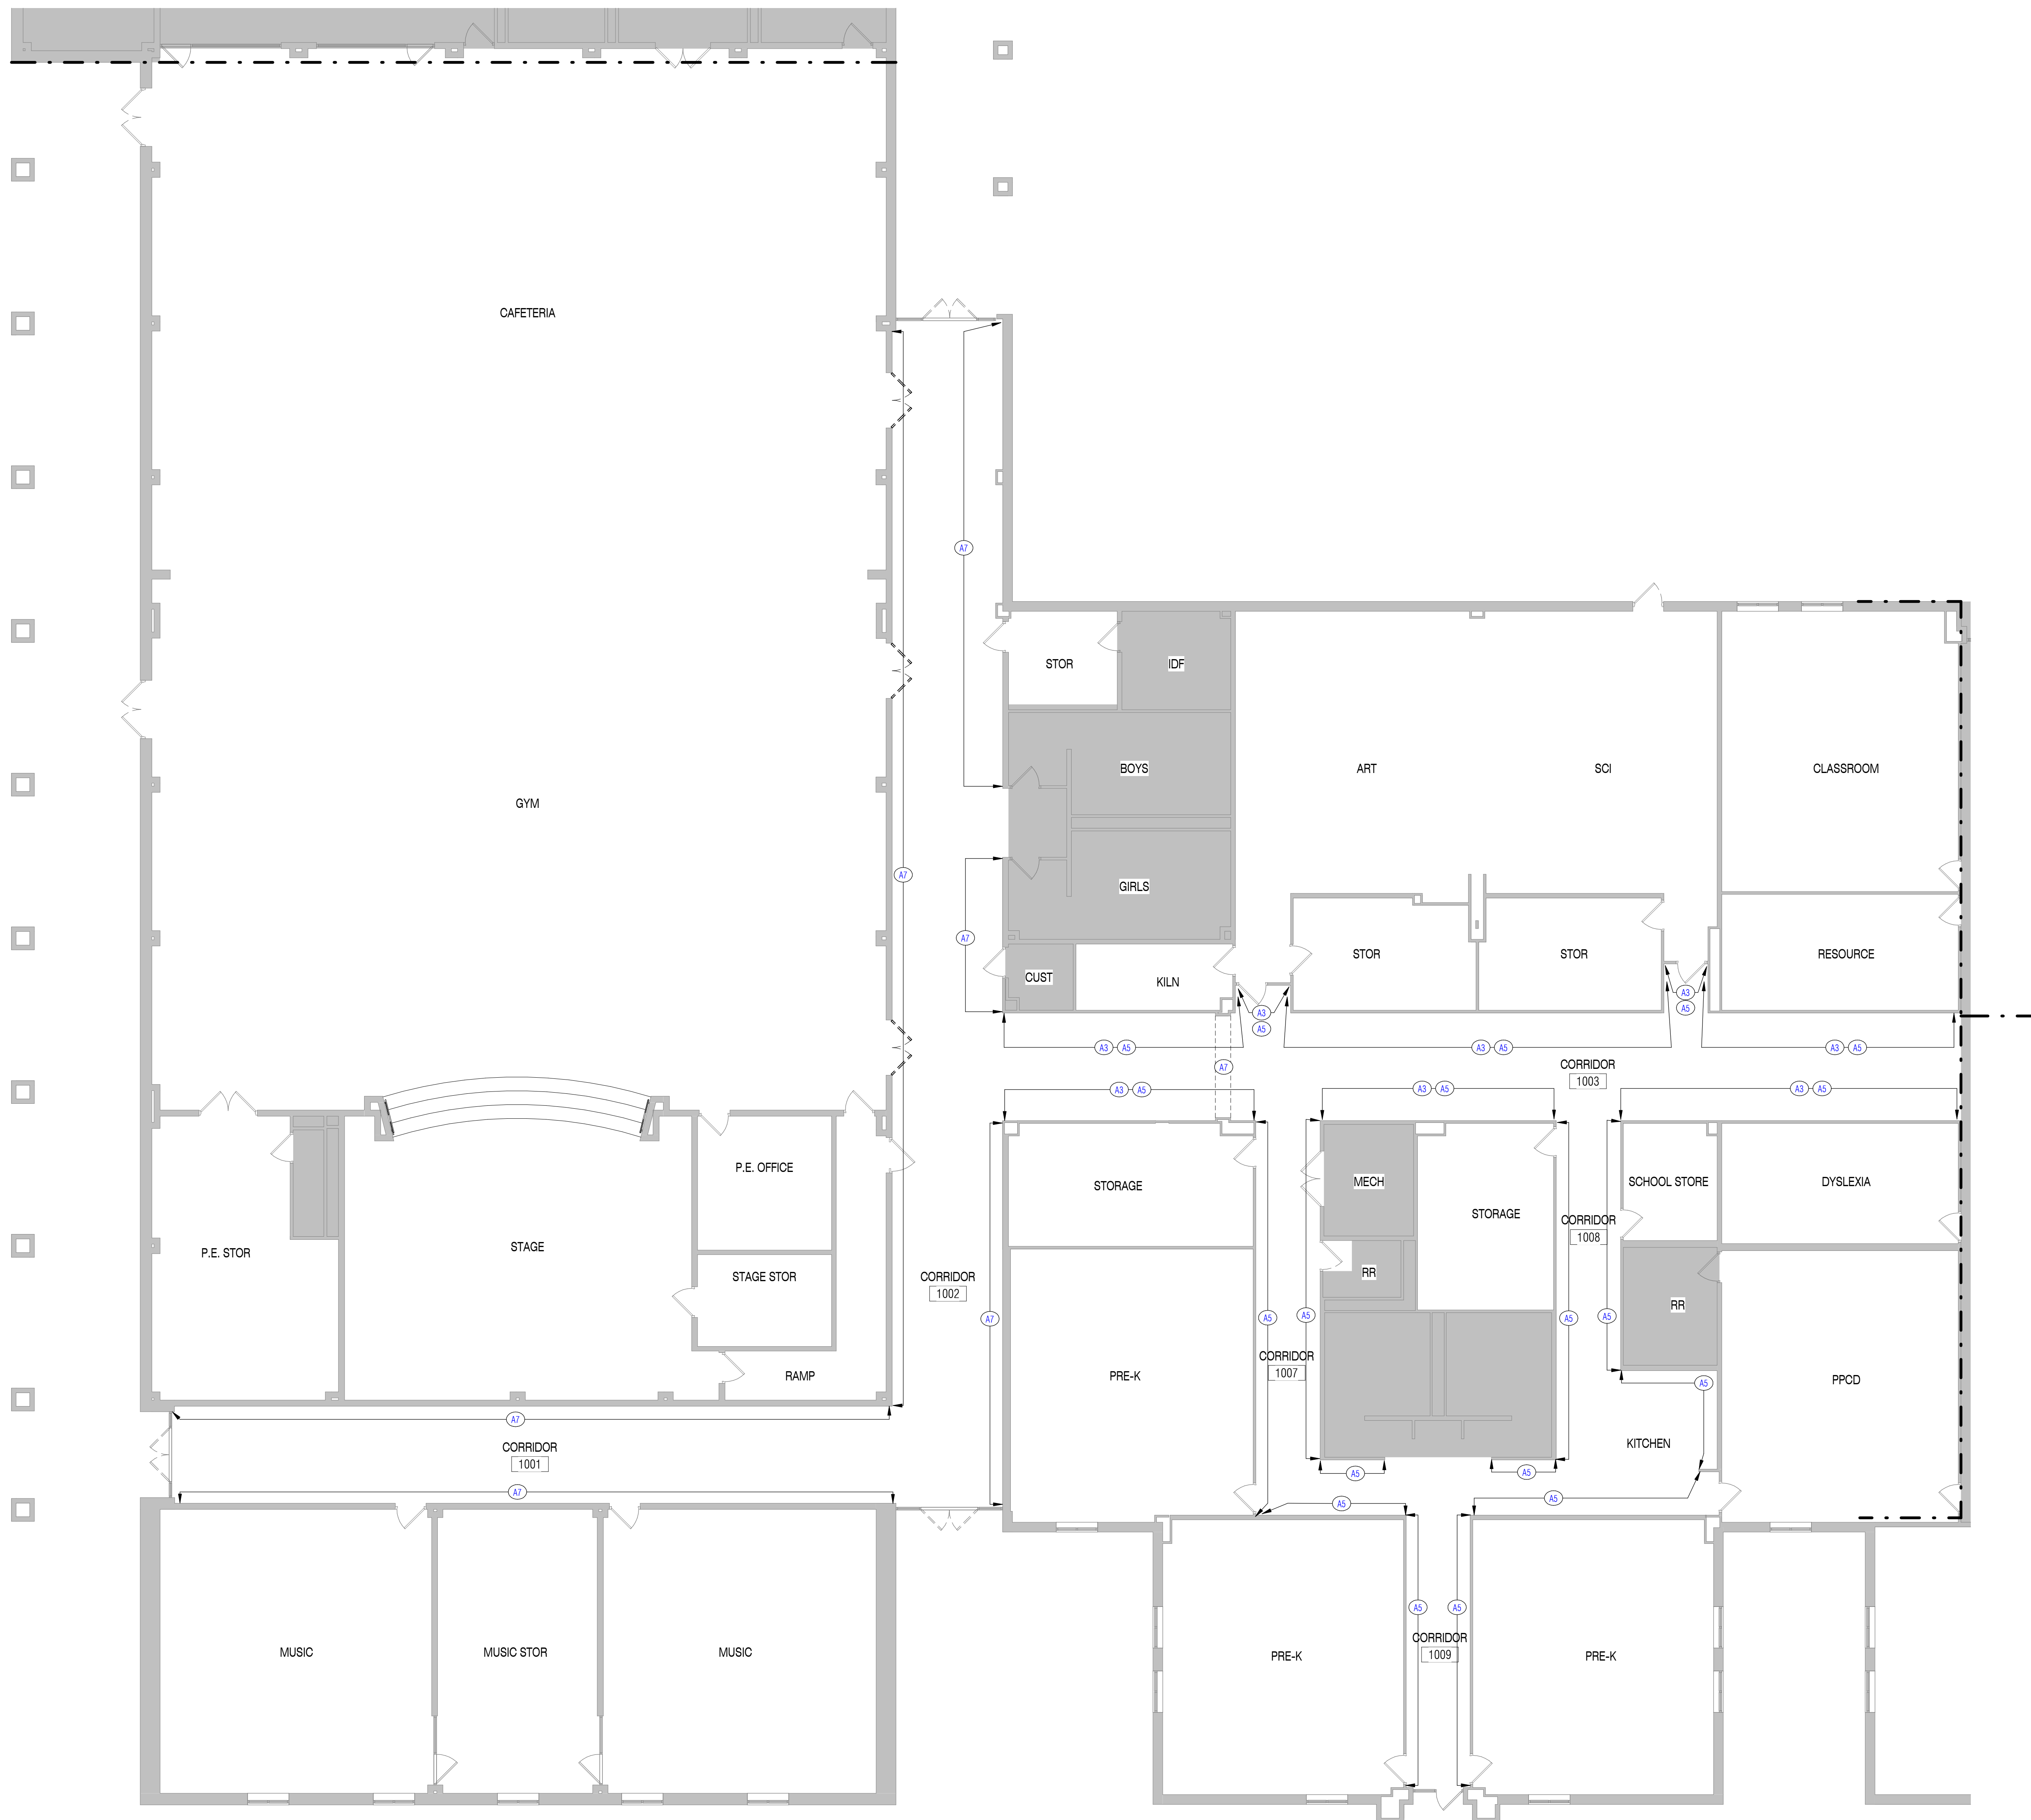 CAFETERIA
A7
STOR
IDF
BOYS
ART
SCI
CLASSROOM
GYM
A7
GIRLS
A7
STOR
STOR
RESOURCE
CUST
KILN
A3
A5
A3
A5
A3
A5
A3
A5
A3
A5
A7
CORRIDOR
1003
A3
A5
A3
A5
A3
A5
P.E. OFFICE
STORAGE
MECH
STORAGE
SCHOOL STORE
DYSLEXIA
CORRIDOR
1008
P.E. STOR
STAGE
STAGE STOR
CORRIDOR
1002
RR
RR
A7
A5
A5
A5
A5
CORRIDOR
1007
RAMP
PRE-K
A5
PPCD
A7
CORRIDOR
1001
KITCHEN
A5
A5
A7
A5
A5
A5
A5
CORRIDOR
1009
MUSIC
MUSIC STOR
MUSIC
PRE-K
PRE-K